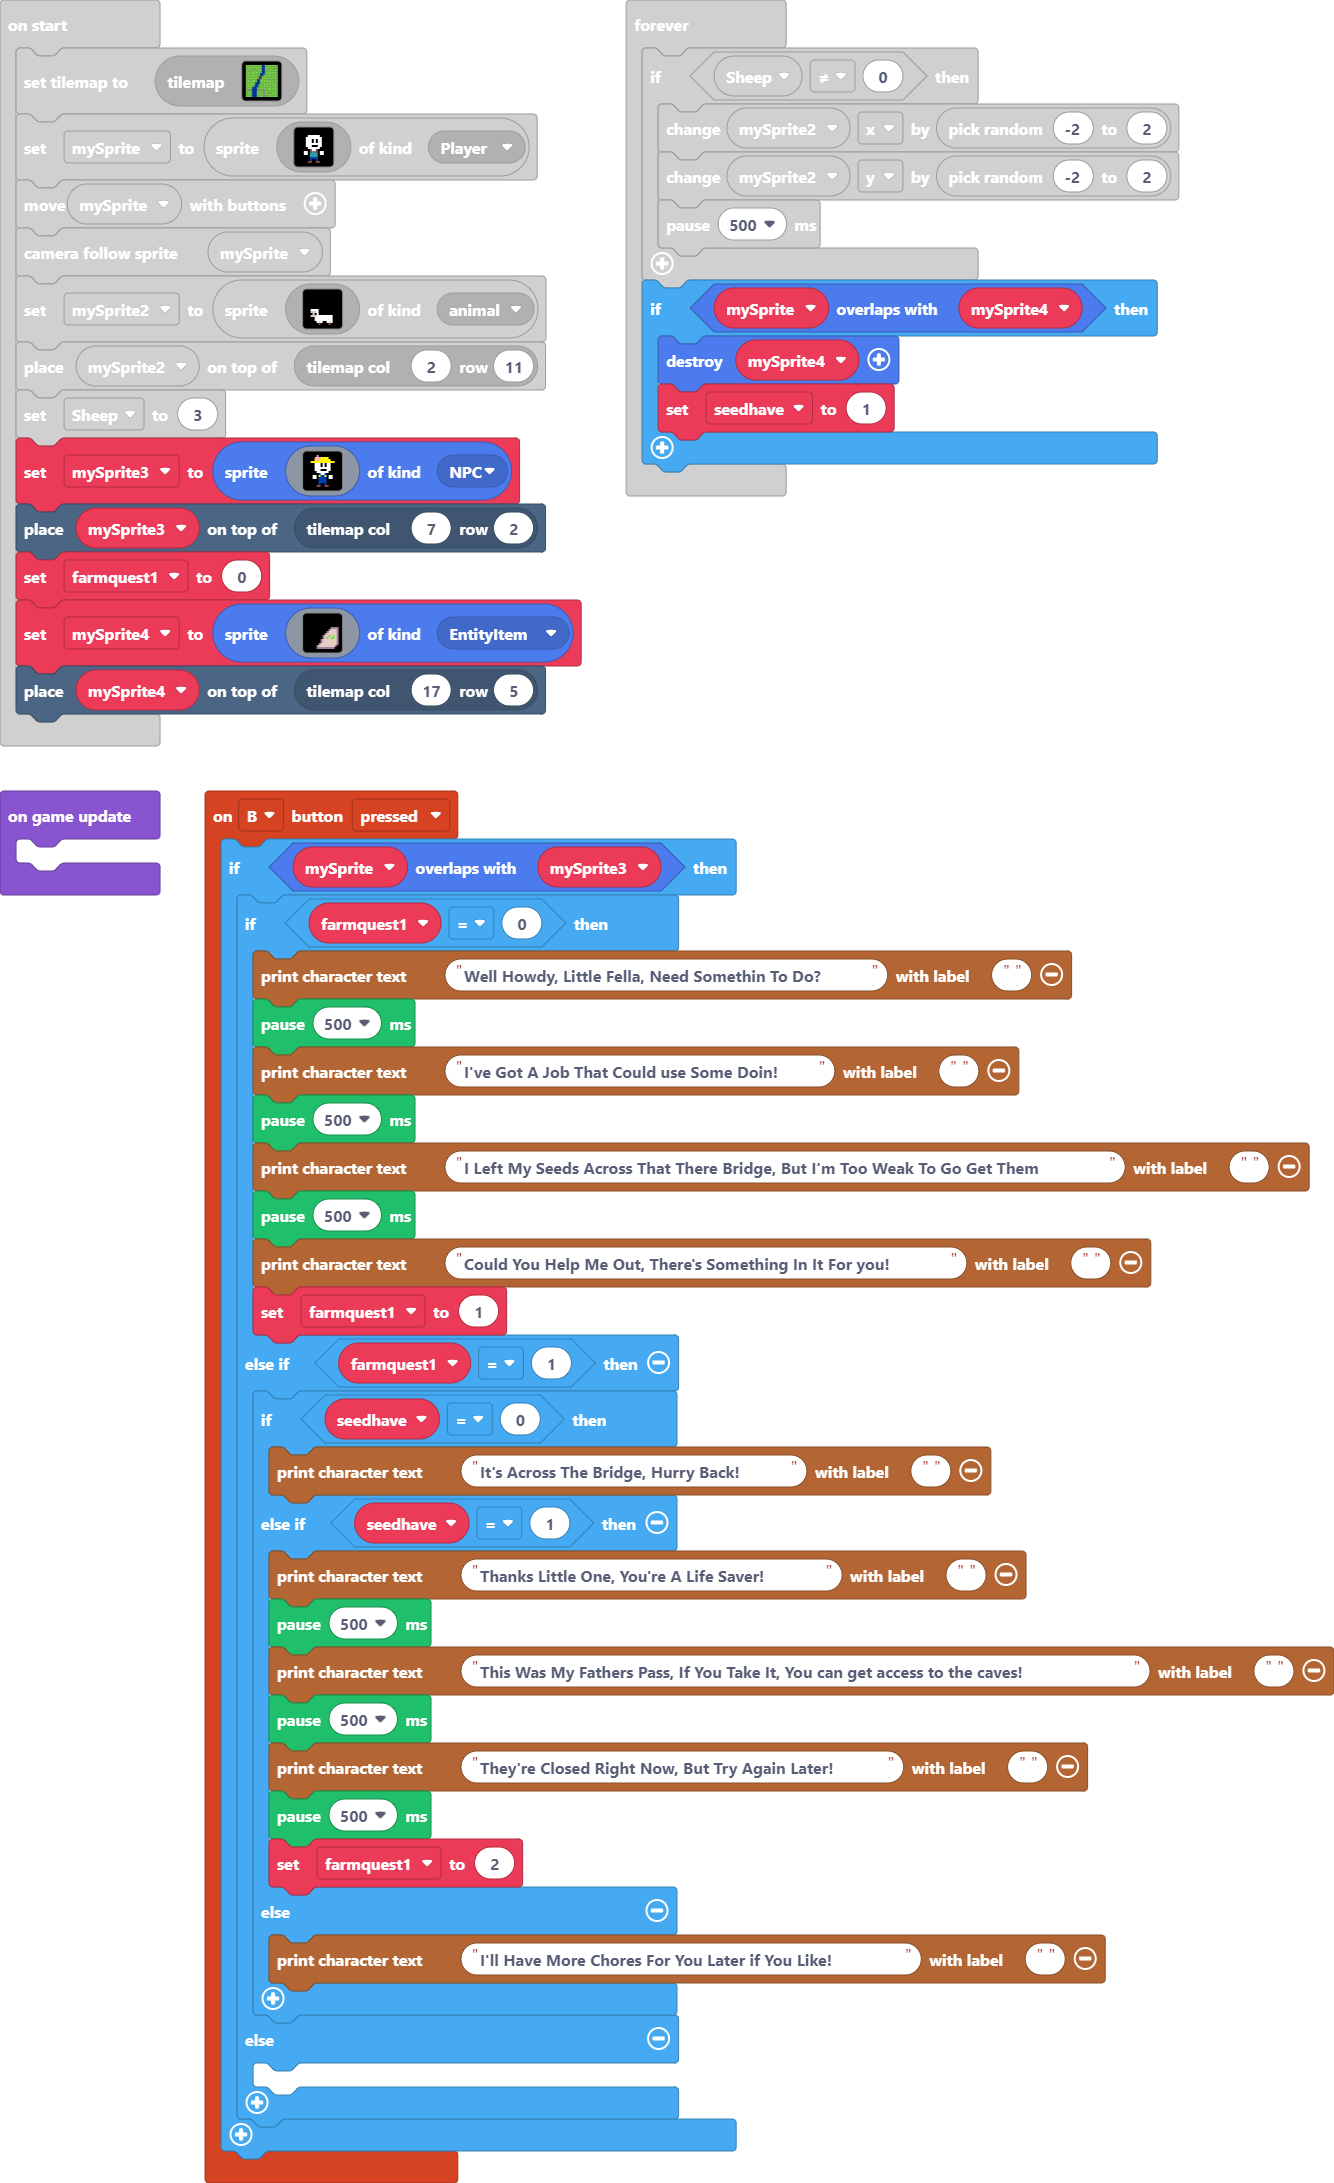 on start
set tilemap to tilemap
set mySprite to sprite of kind Player
move mySprite with buttons
camera follow sprite mySprite
set mySprite2 to sprite of kind animal
place mySprite2 on top of tilemap col 2 row 11
set Sheep to 3
set mySprite3 to sprite of kind NPC
place mySprite3 on top of tilemap col 7 row 2
set farmquest1 to 0
set mySprite4 to sprite of kind EntityItem
place mySprite4 on top of tilemap col 17 row 5
forever
if Sheep ≠ 0 then
change mySprite2 x by pick random -2 to 2
change mySprite2 y by pick random -2 to 2
pause 500 ms
if mySprite overlaps with mySprite4 then
destroy mySprite4
set seedhave to 1
on game update
on B button pressed
if mySprite overlaps with mySprite3 then
if farmquest1 = 0 then
print character text "Well Howdy, Little Fella, Need Somethin To Do?" with label " "
pause 500 ms
print character text "I've Got A Job That Could use Some Doin!" with label " "
pause 500 ms
print character text "I Left My Seeds Across That There Bridge, But I'm Too Weak To Go Get Them" with label " "
pause 500 ms
print character text "Could You Help Me Out, There's Something In It For you!" with label " "
set farmquest1 to 1
else if farmquest1 = 1 then
if seedhave = 0 then
print character text "It's Across The Bridge, Hurry Back!" with label " "
else if seedhave = 1 then
print character text "Thanks Little One, You're A Life Saver!" with label " "
pause 500 ms
print character text "This Was My Fathers Pass, If You Take It, You can get access to the caves!" with label " "
pause 500 ms
print character text "They're Closed Right Now, But Try Again Later!" with label " "
pause 500 ms
set farmquest1 to 2
else
print character text "I'll Have More Chores For You Later if You Like!" with label " "
else